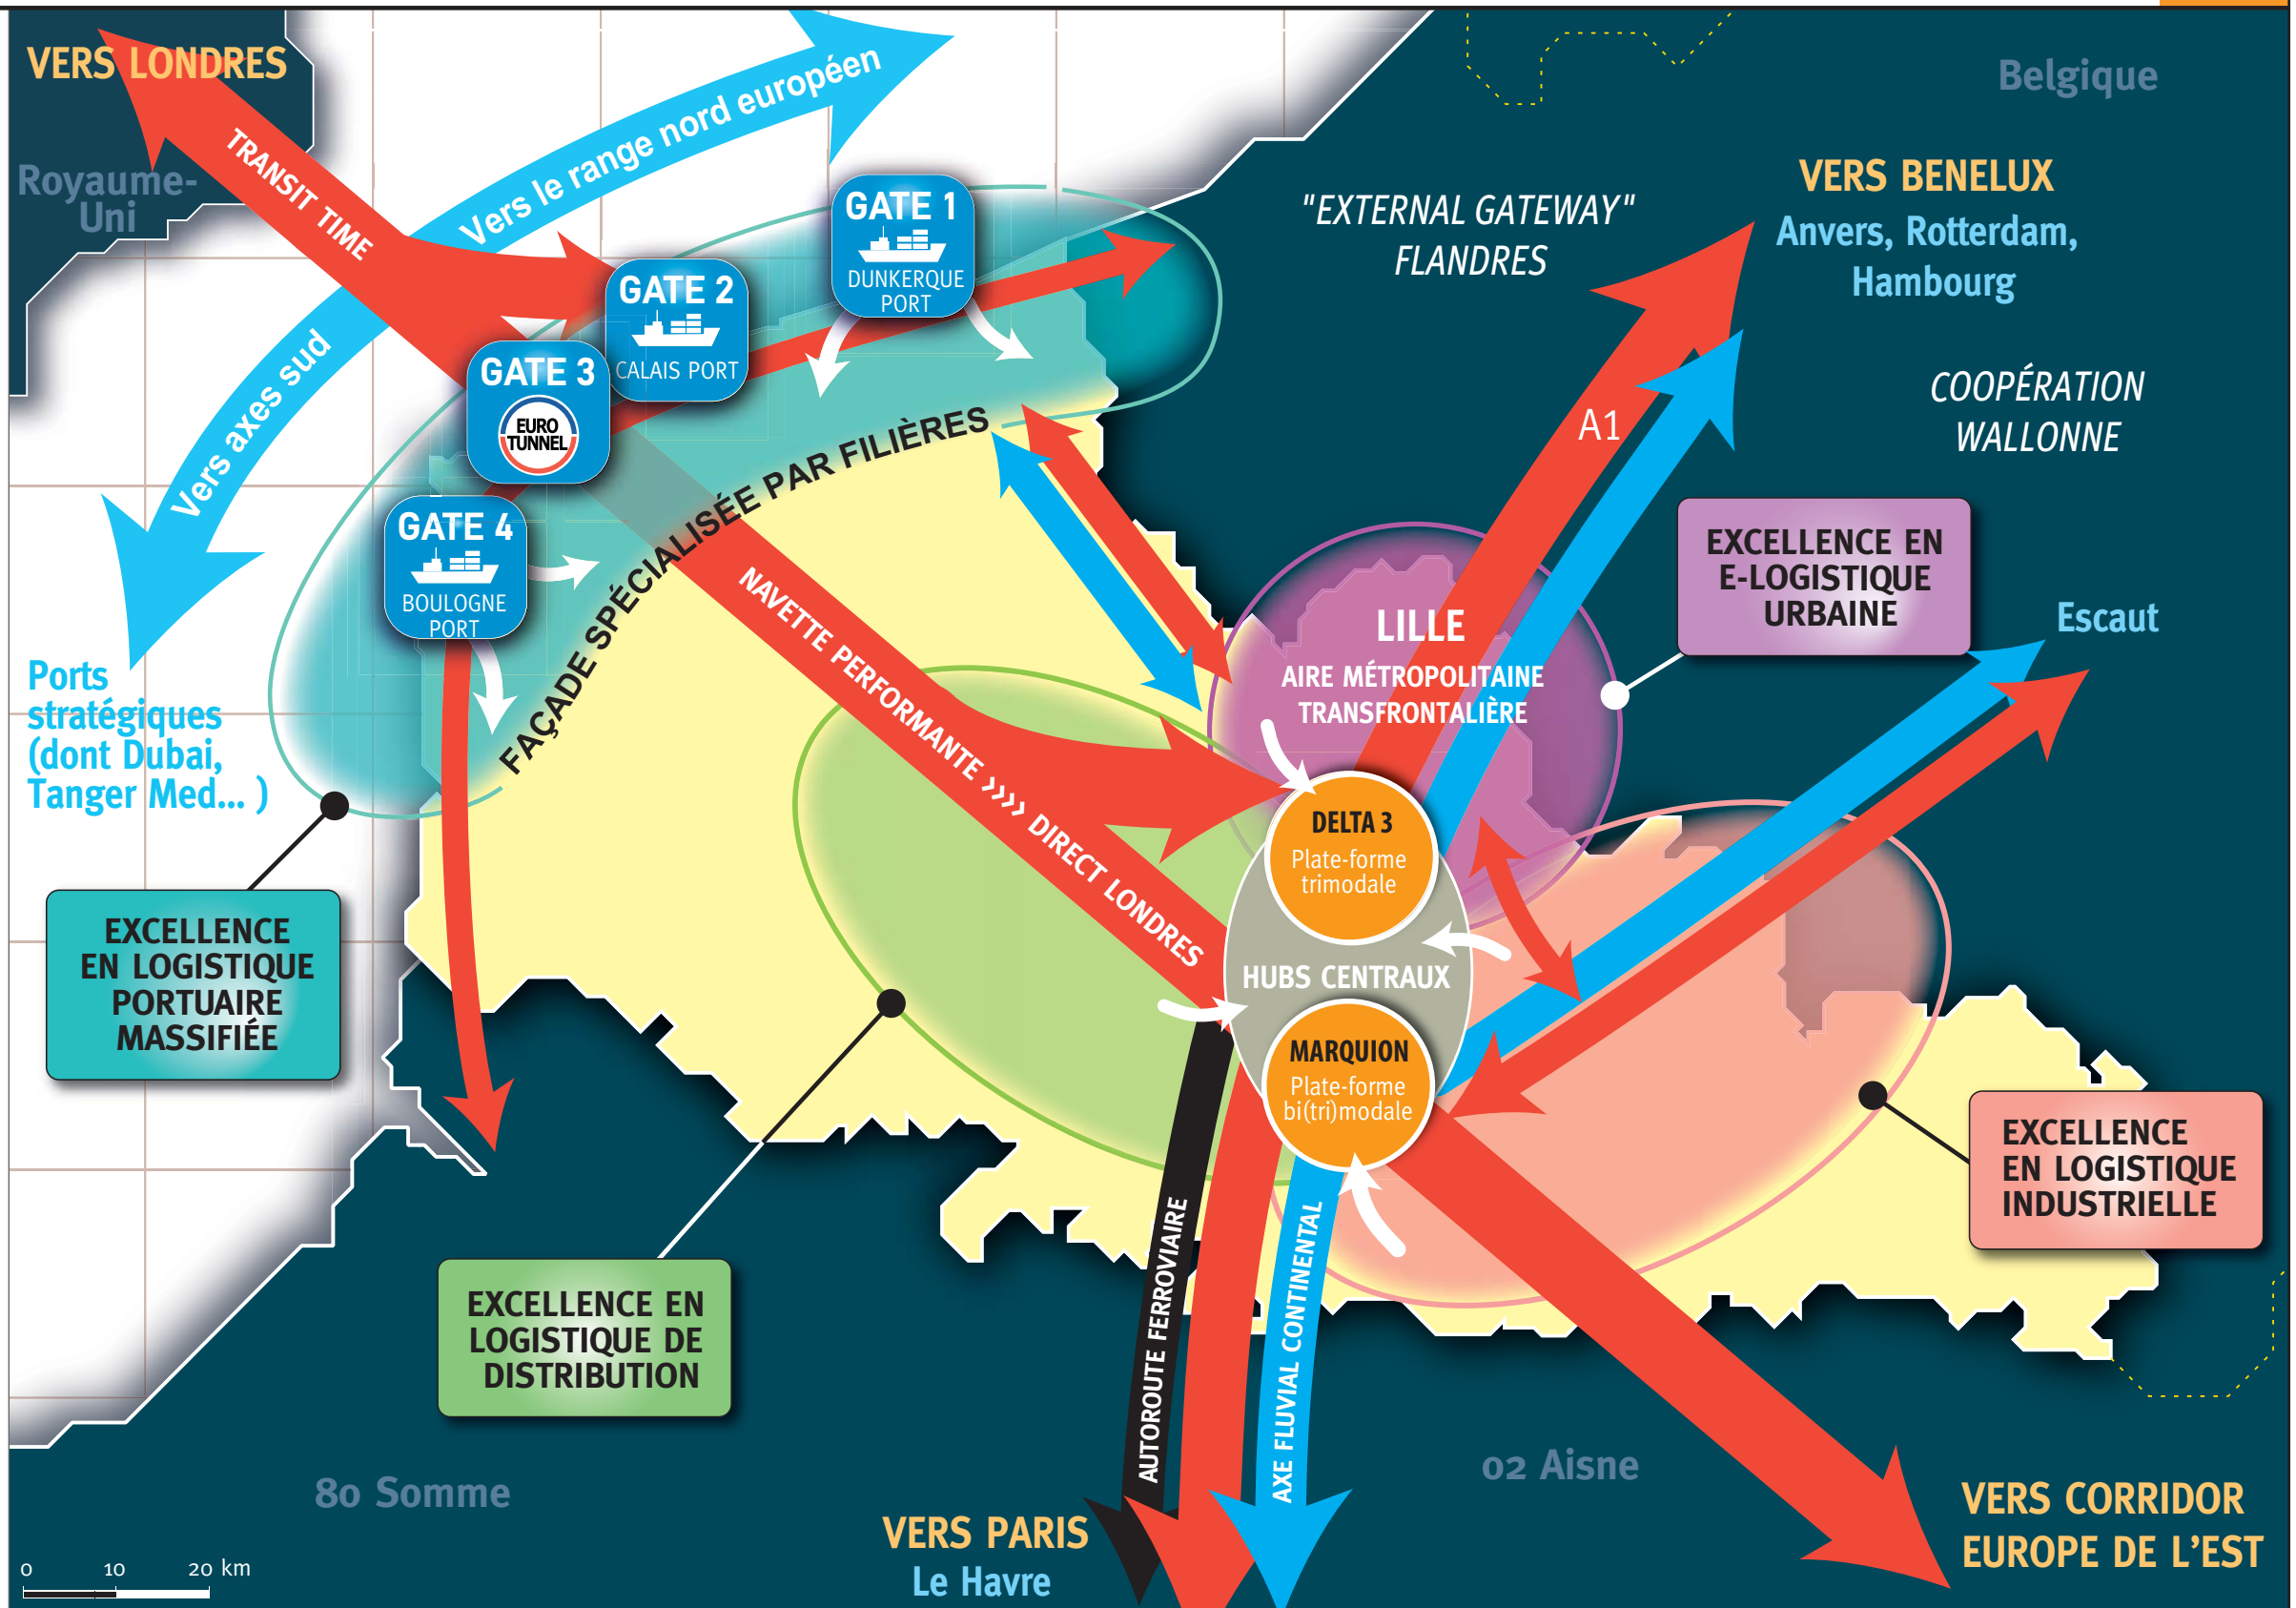 VERS LONDRES
Royaume-
Uni
TRANSIT TIME
Vers le range nord européen
Vers axes sud
Ports
stratégiques
(dont Dubai,
Tanger Med... )
GATE 1
DUNKERQUE
PORT
GATE 2
CALAIS PORT
GATE 3
EURO
TUNNEL
GATE 4
BOULOGNE
PORT
FAÇADE SPÉCIALISÉE PAR FILIÈRES
NAVETTE PERFORMANTE >>>> DIRECT LONDRES
Belgique
"EXTERNAL GATEWAY"
FLANDRES
VERS BENELUX
Anvers, Rotterdam,
Hambourg
COOPÉRATION
WALLONNE
A1
EXCELLENCE EN
E-LOGISTIQUE
URBAINE
Escaut
LILLE
AIRE MÉTROPOLITAINE
TRANSFRONTALIÈRE
DELTA 3
Plate-forme
trimodale
HUBS CENTRAUX
MARQUION
Plate-forme
bi(tri)modale
EXCELLENCE
EN LOGISTIQUE
PORTUAIRE
MASSIFIÉE
EXCELLENCE EN
LOGISTIQUE DE
DISTRIBUTION
EXCELLENCE
EN LOGISTIQUE
INDUSTRIELLE
AUTOROUTE FERROVIAIRE
AXE FLUVIAL CONTINENTAL
80 Somme
02 Aisne
VERS PARIS
Le Havre
VERS CORRIDOR
EUROPE DE L'EST
0 10 20 km